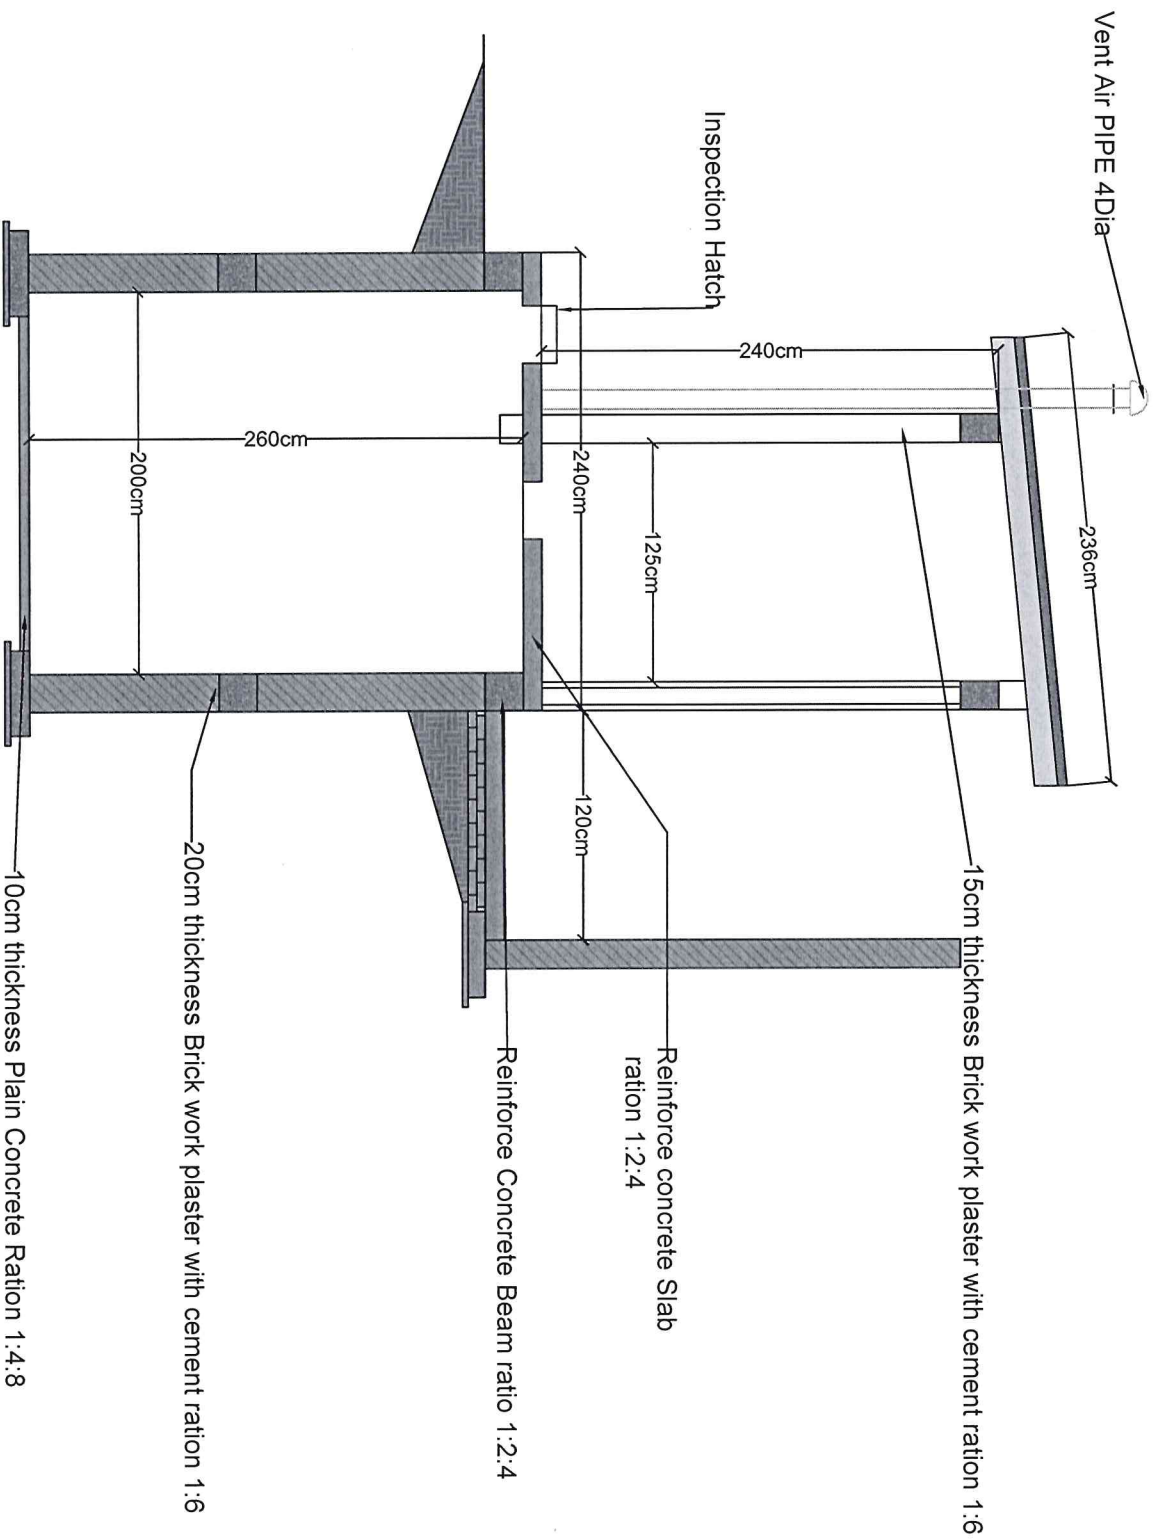 Vent Air PIPE 4Dia
236cm
Inspection Hatch
240cm
15cm thickness Brick work plaster with cement ration 1:6
125cm
240cm
120cm
Reinforce concrete Slab
ration 1:2:4
260cm
Reinforce Concrete Beam ratio 1:2:4
200cm
20cm thickness Brick work plaster with cement ration 1:6
10cm thickness Plain Concrete Ration 1:4:8